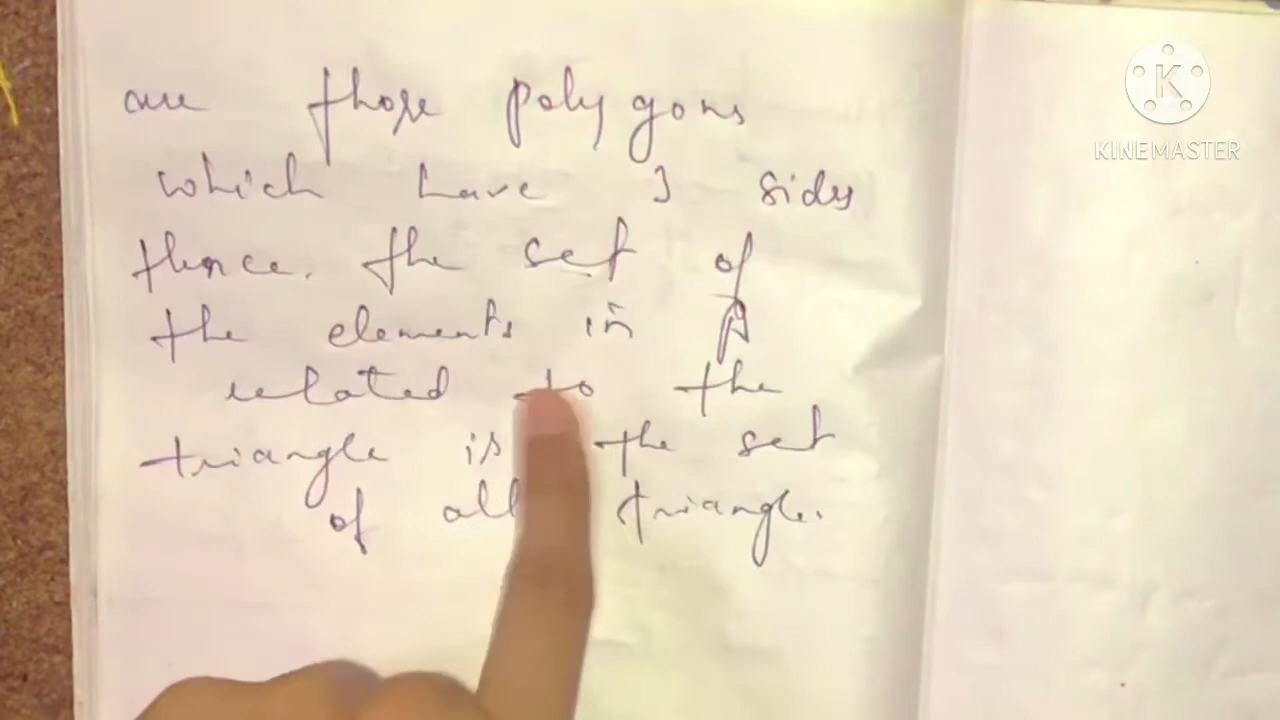 are those polygons
which have 3 sides
thence. the set of
the elements in A
related to the
triangle is the set
of all triangle.
K
KINEMASTER